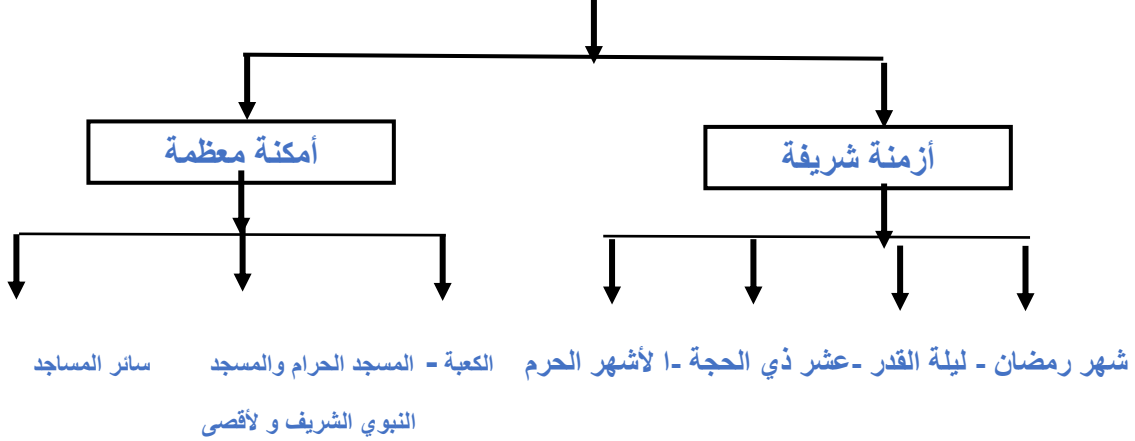 أزمنة شريفة
أمكنة معظمة
شهر رمضان - ليلة القدر -عشر ذي الحجة -ا لأشهر الحرم
الكعبة - المسجد الحرام والمسجد
النبوي الشريف و لأقصى
سائر المساجد